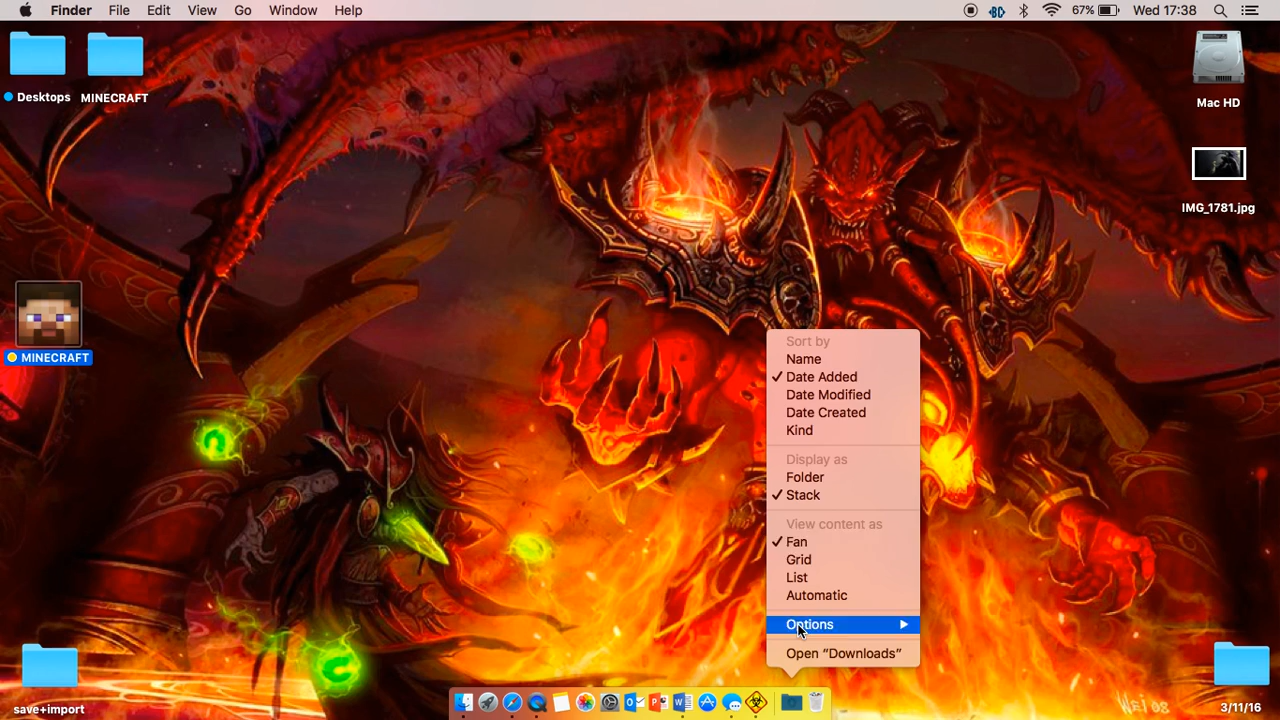 Finder File Edit View Go Window Help
67% Wed 17:38
Desktops
MINECRAFT
Mac HD
IMG_1781.jpg
MINECRAFT
Sort by
Name
Date Added
Date Modified
Date Created
Kind
Display as
Folder
Stack
View content as
Fan
Grid
List
Automatic
Options
Open “Downloads”
save+import
3/11/16